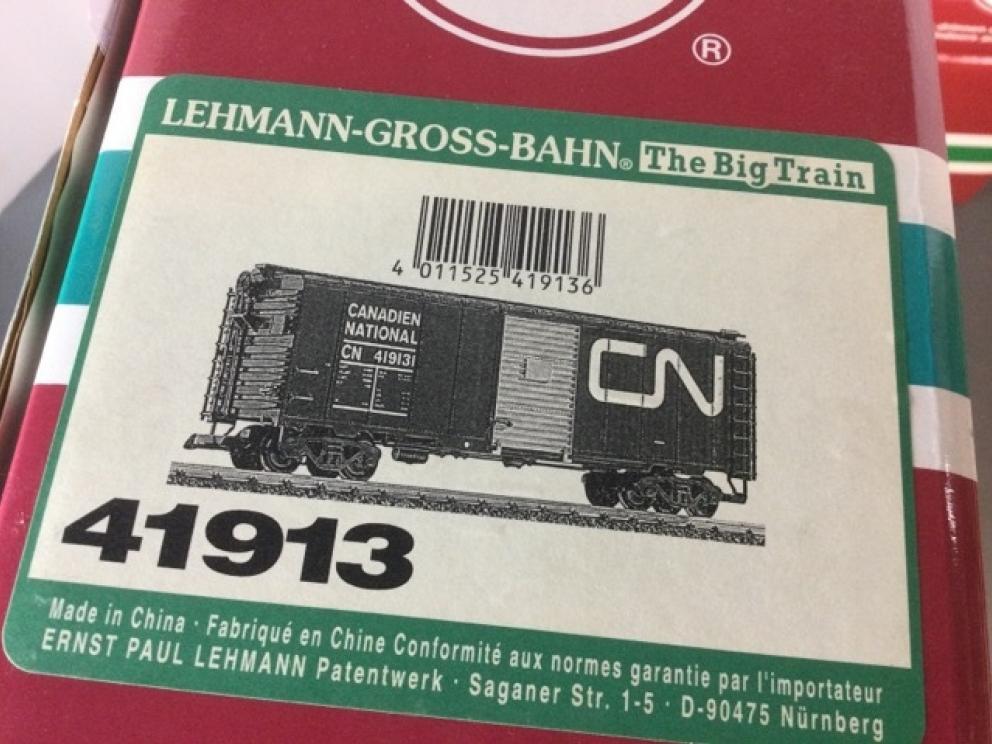 ®
LEHMANN-GROSS-BAHN® The Big Train
4 011525 419136
CANADIEN
NATIONAL
CN 419131
CN
41913
Made in China · Fabriqué en Chine Conformité aux normes garantie par l'importateur
ERNST PAUL LEHMANN Patentwerk · Saganer Str. 1-5 · D-90475 Nürnberg